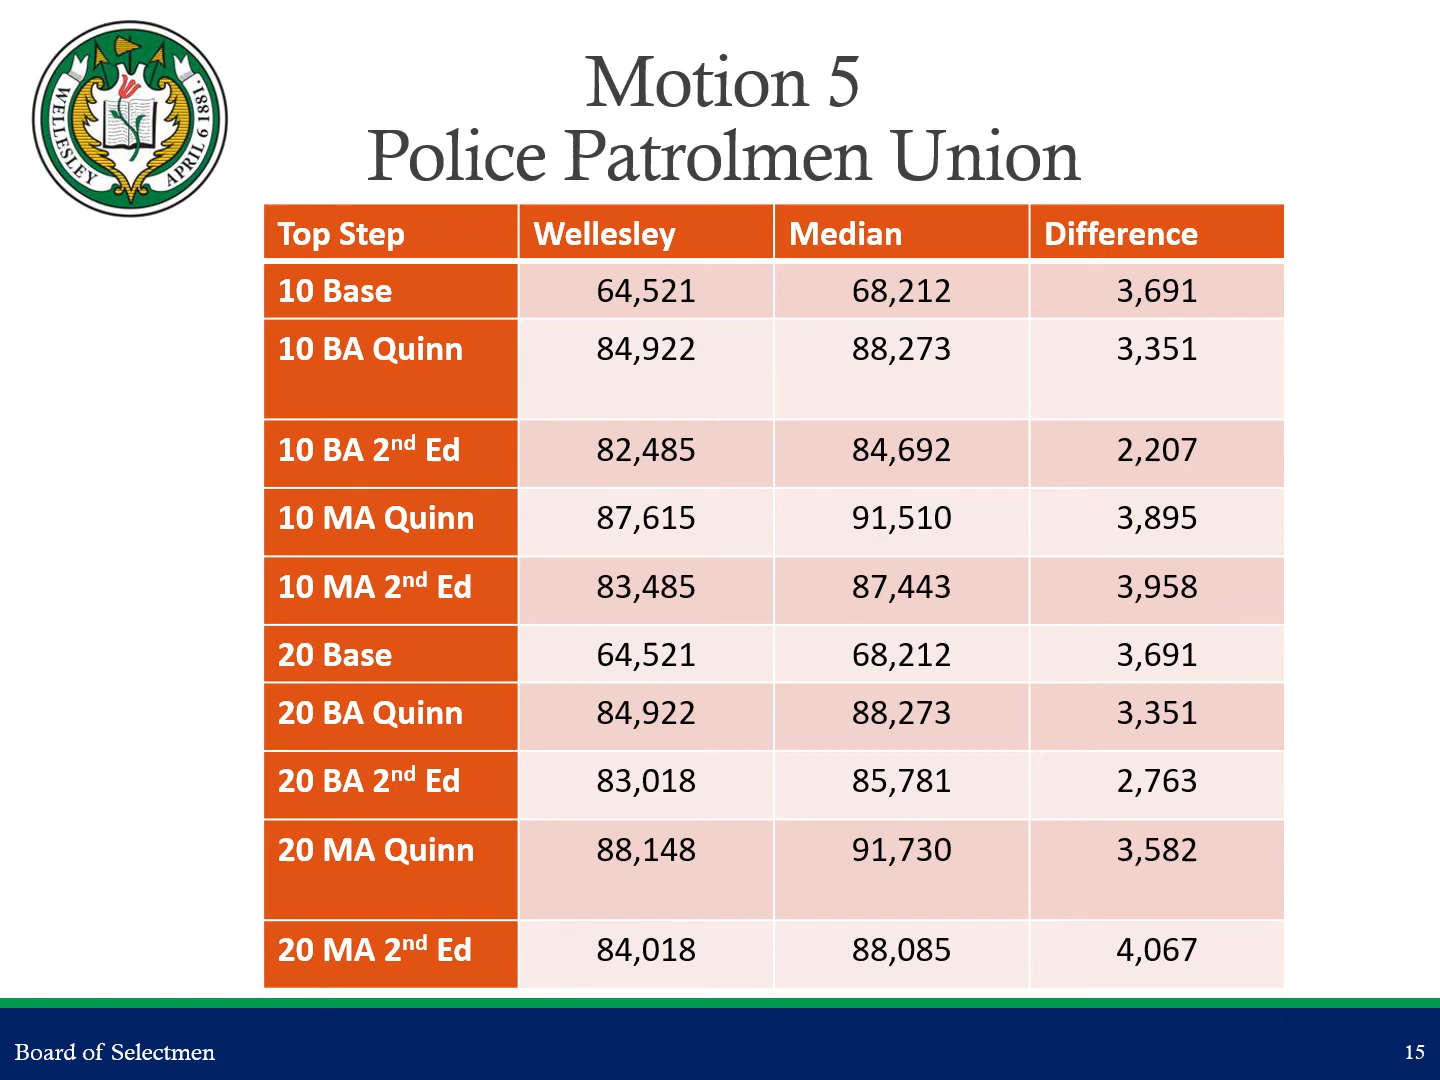 WELLESLEY
APRIL 9 1881.
Motion 5
Police Patrolmen Union
Top Step Wellesley Median Difference
10 Base 64,521 68,212 3,691
10 BA Quinn 84,922 88,273 3,351
10 BA 2nd Ed 82,485 84,692 2,207
10 MA Quinn 87,615 91,510 3,895
10 MA 2nd Ed 83,485 87,443 3,958
20 Base 64,521 68,212 3,691
20 BA Quinn 84,922 88,273 3,351
20 BA 2nd Ed 83,018 85,781 2,763
20 MA Quinn 88,148 91,730 3,582
20 MA 2nd Ed 84,018 88,085 4,067
Board of Selectmen 15